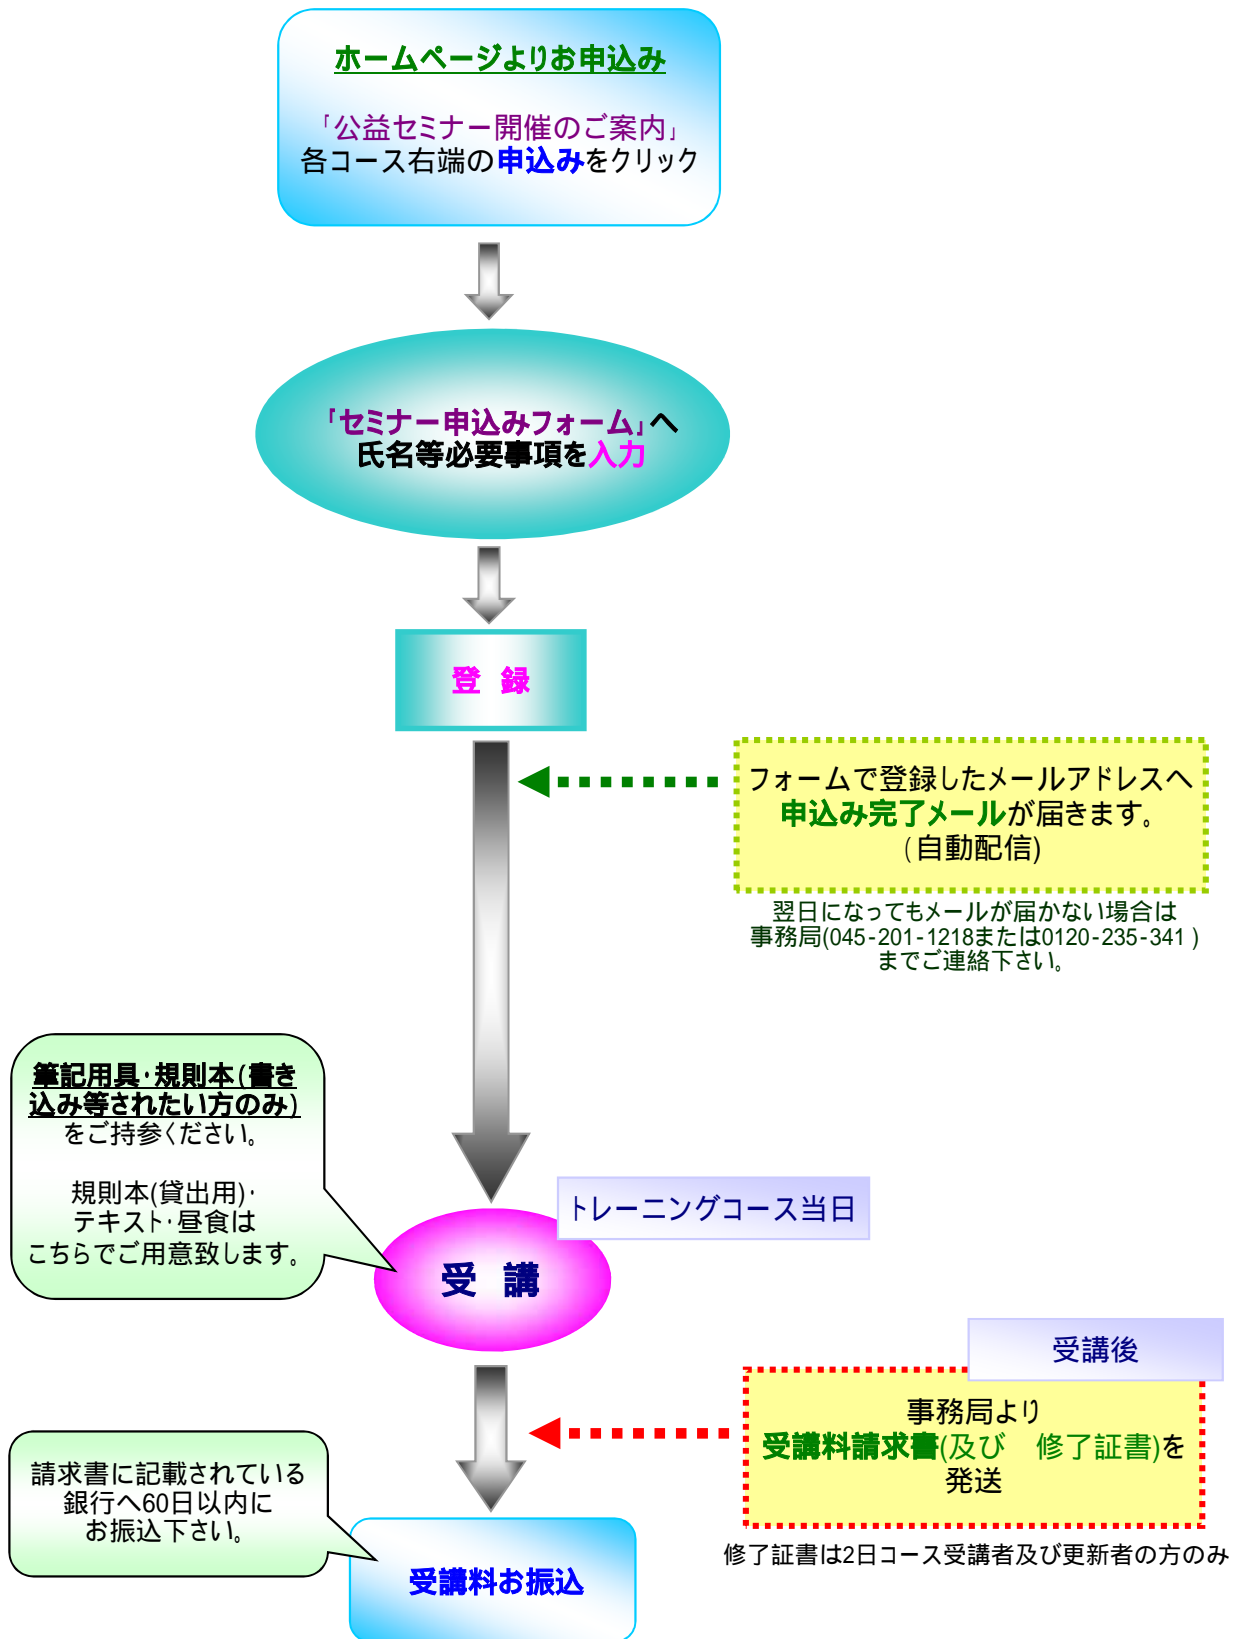 ホームページよりお申込み
「公益セミナー開催のご案内」
各コース右端の申込みをクリック
「セミナー申込みフォーム」へ
氏名等必要事項を入力
登 録
フォームで登録したメールアドレスへ
申込み完了メールが届きます。
(自動配信)
翌日になってもメールが届かない場合は
事務局(045-201-1218または0120-235-341 )
までご連絡下さい。
筆記用具・規則本(書き
込み等されたい方のみ)
をご持参ください。
規則本(貸出用)・
テキスト・昼食は
こちらでご用意致します。
トレーニングコース当日
受 講
受講後
事務局より
受講料請求書(及び 修了証書)を
発送
修了証書は2日コース受講者及び更新者の方のみ
請求書に記載されている
銀行へ60日以内に
お振込下さい。
受講料お振込